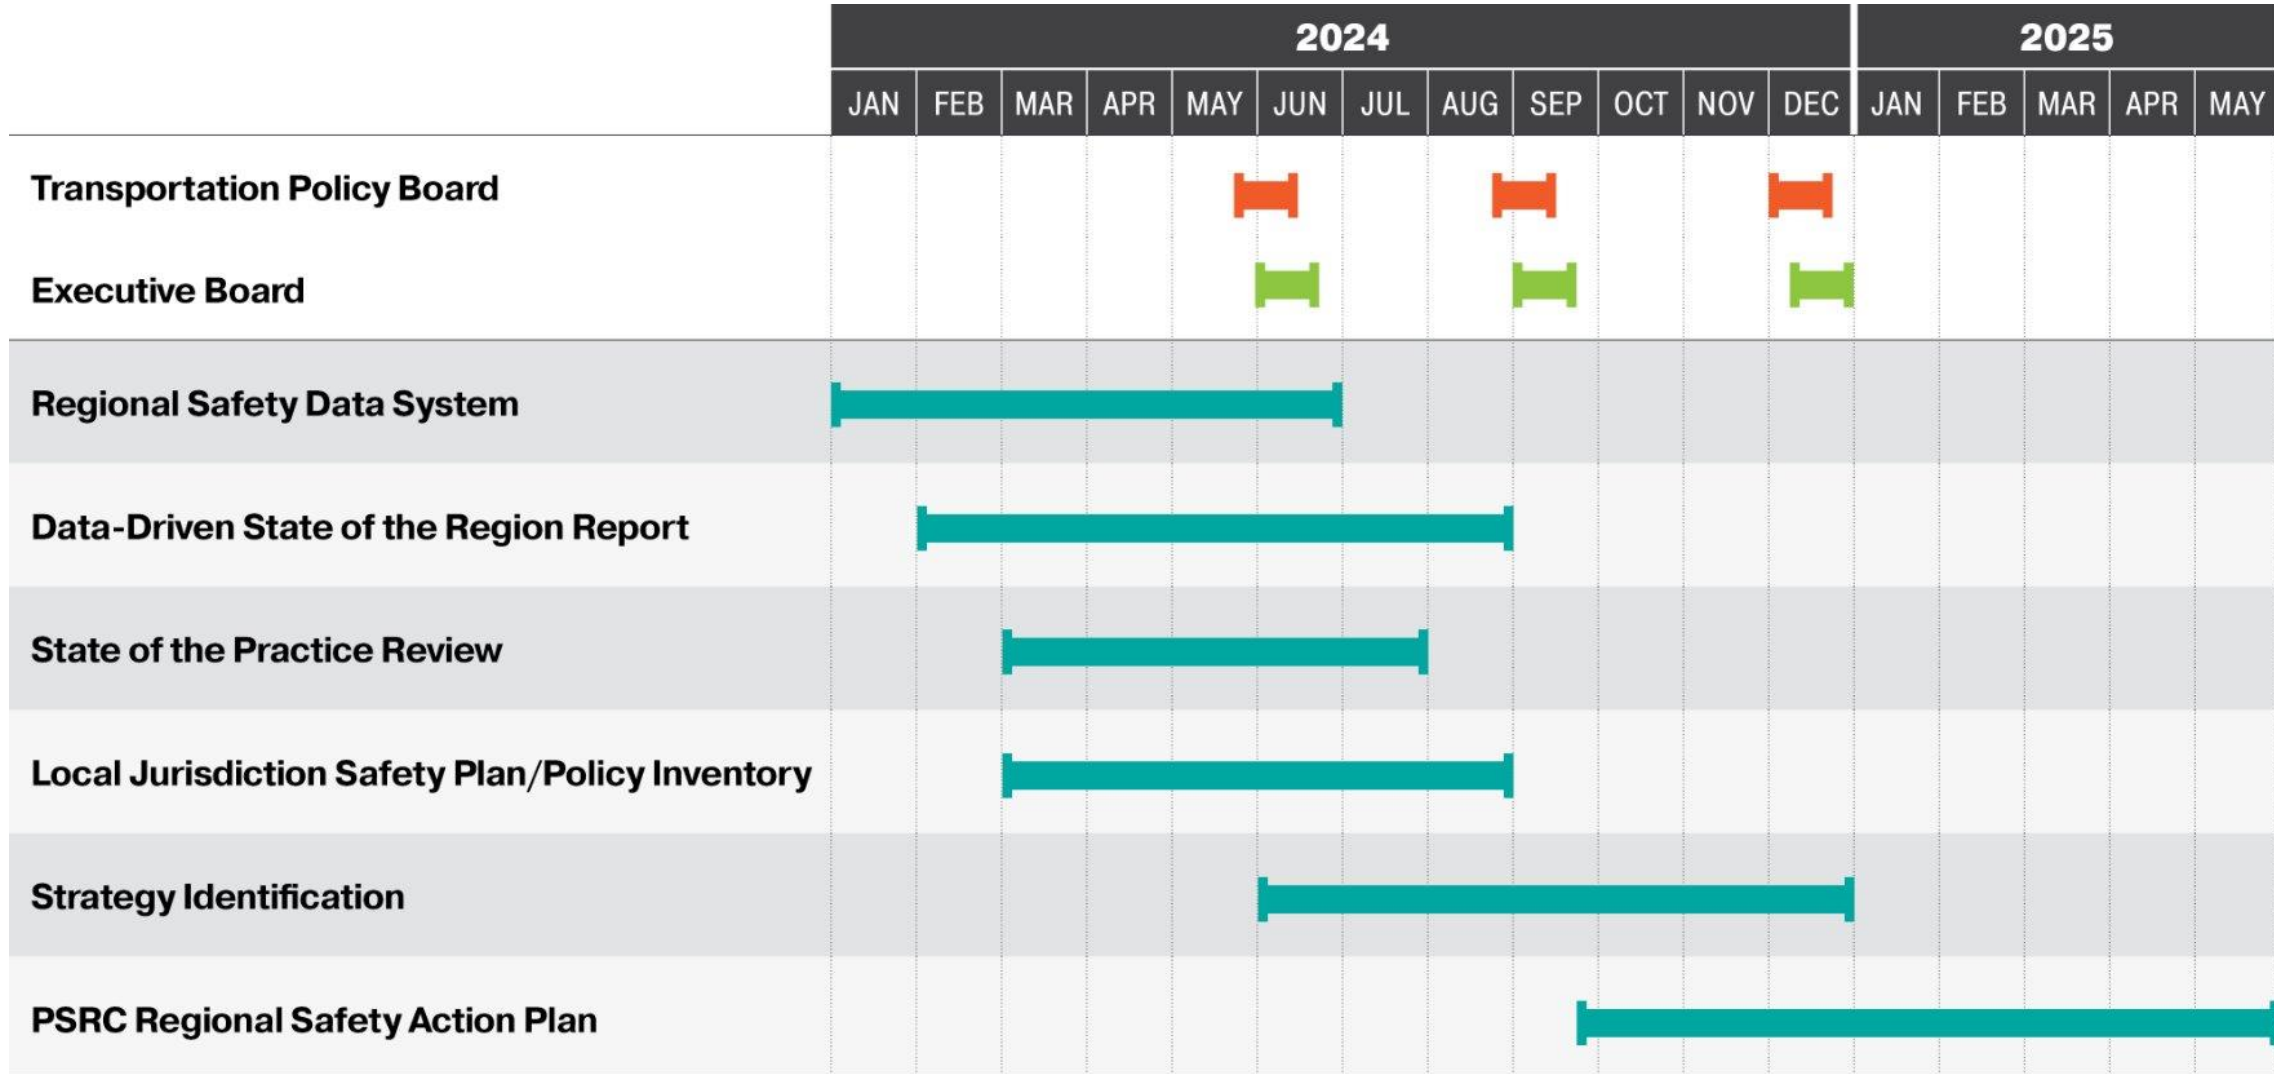 2024 2025
JAN FEB MAR APR MAY JUN JUL AUG SEP OCT NOV DEC JAN FEB MAR APR MAY
Transportation Policy Board
Executive Board
Regional Safety Data System
Data-Driven State of the Region Report
State of the Practice Review
Local Jurisdiction Safety Plan/Policy Inventory
Strategy Identification
PSRC Regional Safety Action Plan